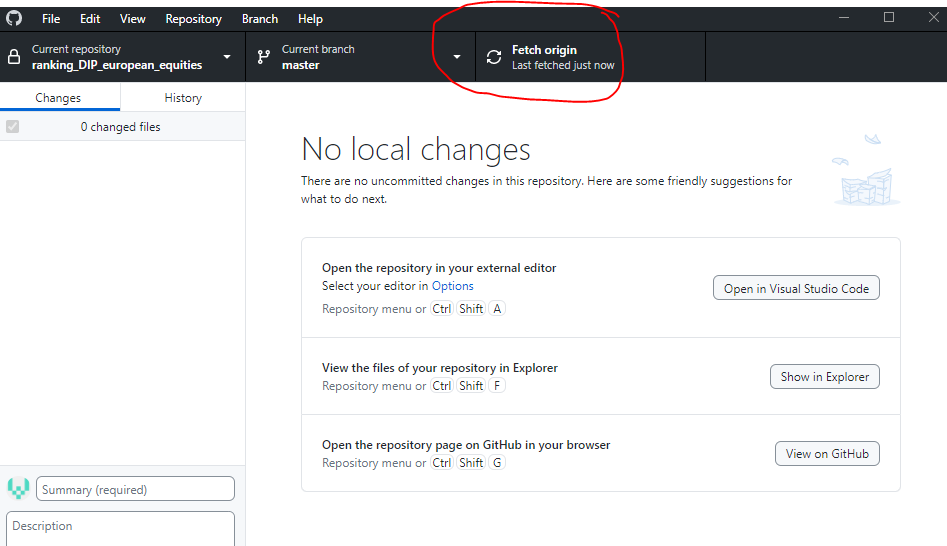 File Edit View Repository Branch Help
Current repository
ranking_DIP_european_equities
Current branch
master
Fetch origin
Last fetched just now
Changes History
0 changed files
No local changes
There are no uncommitted changes in this repository. Here are some friendly suggestions for
what to do next.
Open the repository in your external editor
Select your editor in Options
Repository menu or Ctrl Shift A
Open in Visual Studio Code
View the files of your repository in Explorer
Repository menu or Ctrl Shift F
Show in Explorer
Open the repository page on GitHub in your browser
Repository menu or Ctrl Shift G
View on GitHub
Summary (required)
Description